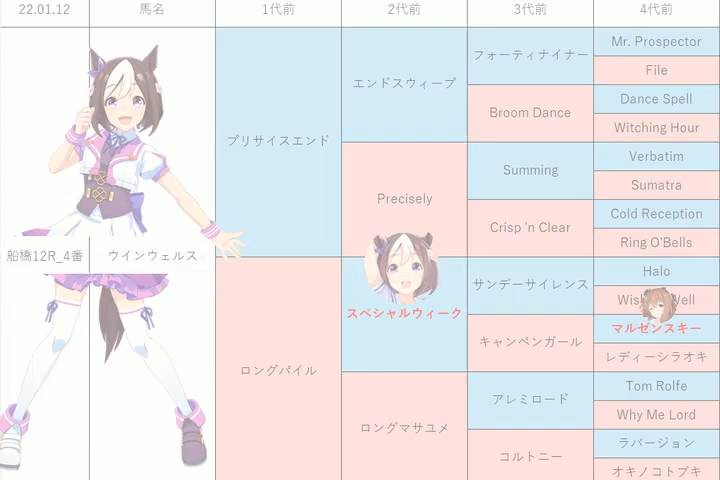 22.01.12 馬名 1代前 2代前 3代前 4代前
船橋12R_4番 ウインウェルス
プリサイスエンド
ロングパイル
エンドスウィープ
Precisely
スペシャルウィーク
ロングマサユメ
フォーティナイナー
Broom Dance
Summing
Crisp 'n Clear
サンデーサイレンス
キャンペンガール
アレミロード
コルトニー
Mr. Prospector
File
Dance Spell
Witching Hour
Verbatim
Sumatra
Cold Reception
Ring O'Bells
Halo
マルゼンスキー
レディーシラオキ
Tom Rolfe
Why Me Lord
ラバージョン
オキノコトブキ